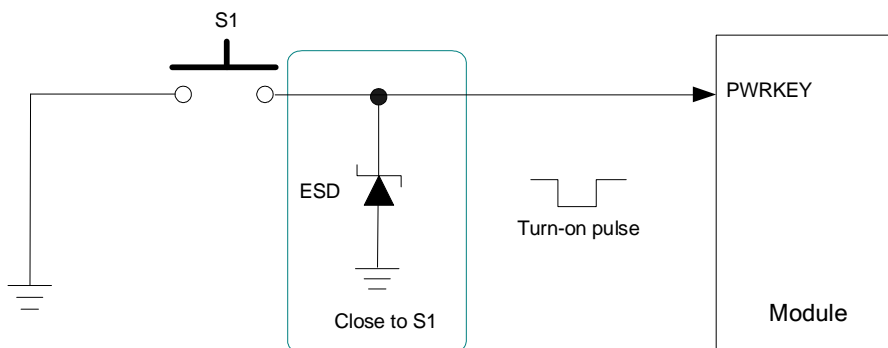 S1
PWRKEY
ESD
Turn-on pulse
Close to S1
Module